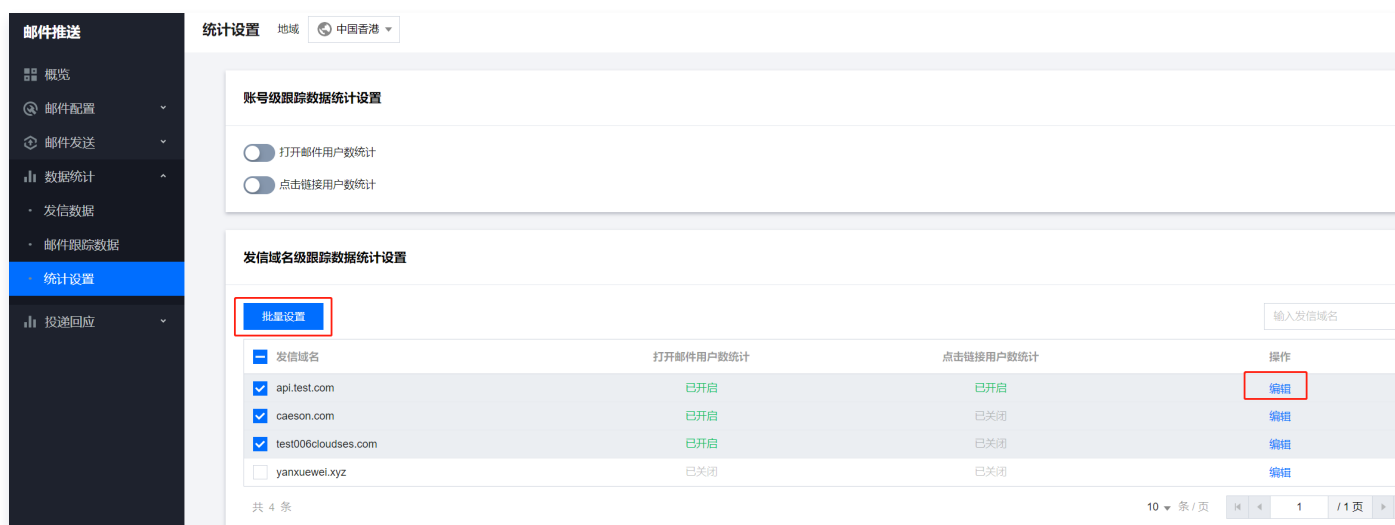 邮件推送
概览
邮件配置
邮件发送
数据统计
发信数据
邮件跟踪数据
统计设置
投递回应
统计设置 地域 中国香港
账号级跟踪数据统计设置
打开邮件用户数统计
点击链接用户数统计
发信域名级跟踪数据统计设置
批量设置 输入发信域名
发信域名 打开邮件用户数统计 点击链接用户数统计 操作
api.test.com 已开启 已开启 编辑
caeson.com 已开启 已关闭 编辑
test006cloudses.com 已开启 已关闭 编辑
yanxuewei.xyz 已关闭 已关闭 编辑
共 4 条 10 条 / 页 1 / 1 页